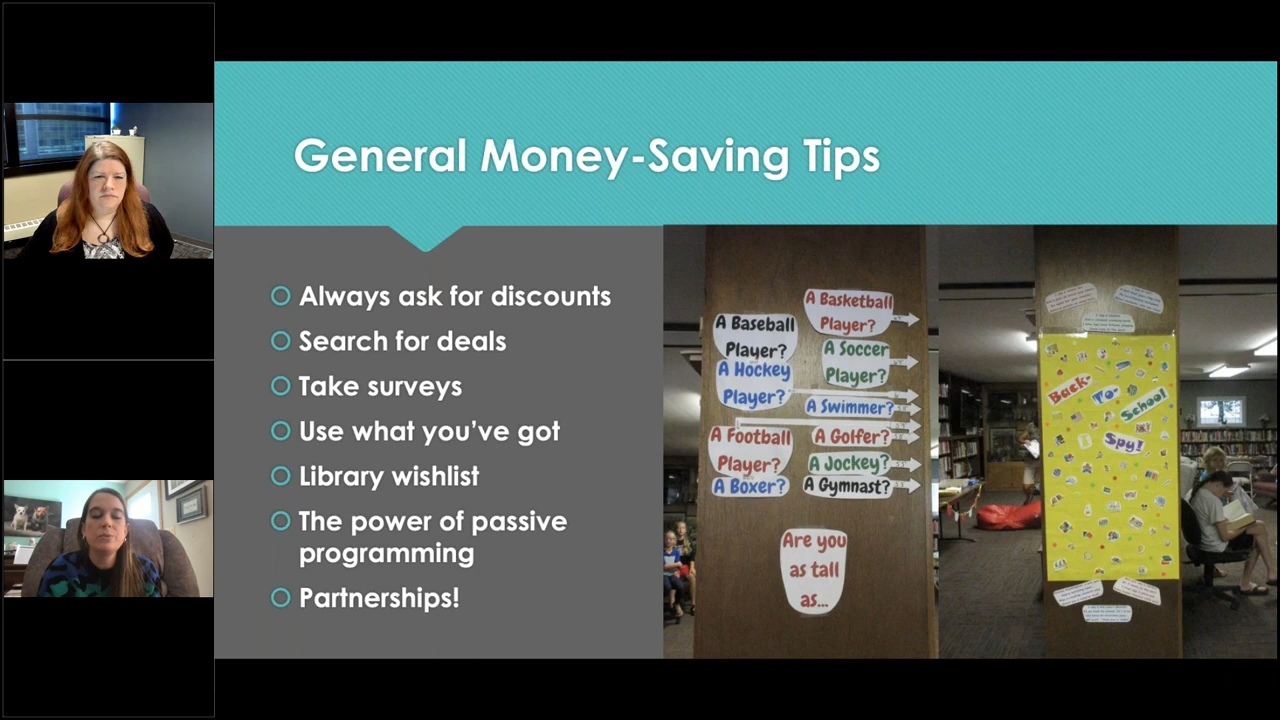 General Money-Saving Tips
Always ask for discounts
Search for deals
Take surveys
Use what you've got
Library wishlist
The power of passive
programming
Partnerships!
A Baseball
Player?
A Hockey
Player?
A Football
Player?
A Boxer?
A Basketball
Player?
A Soccer
Player?
A Swimmer?
A Golfer?
A Jockey?
A Gymnast?
Are you
as tall
as...
Back-
To-
School
Spy!